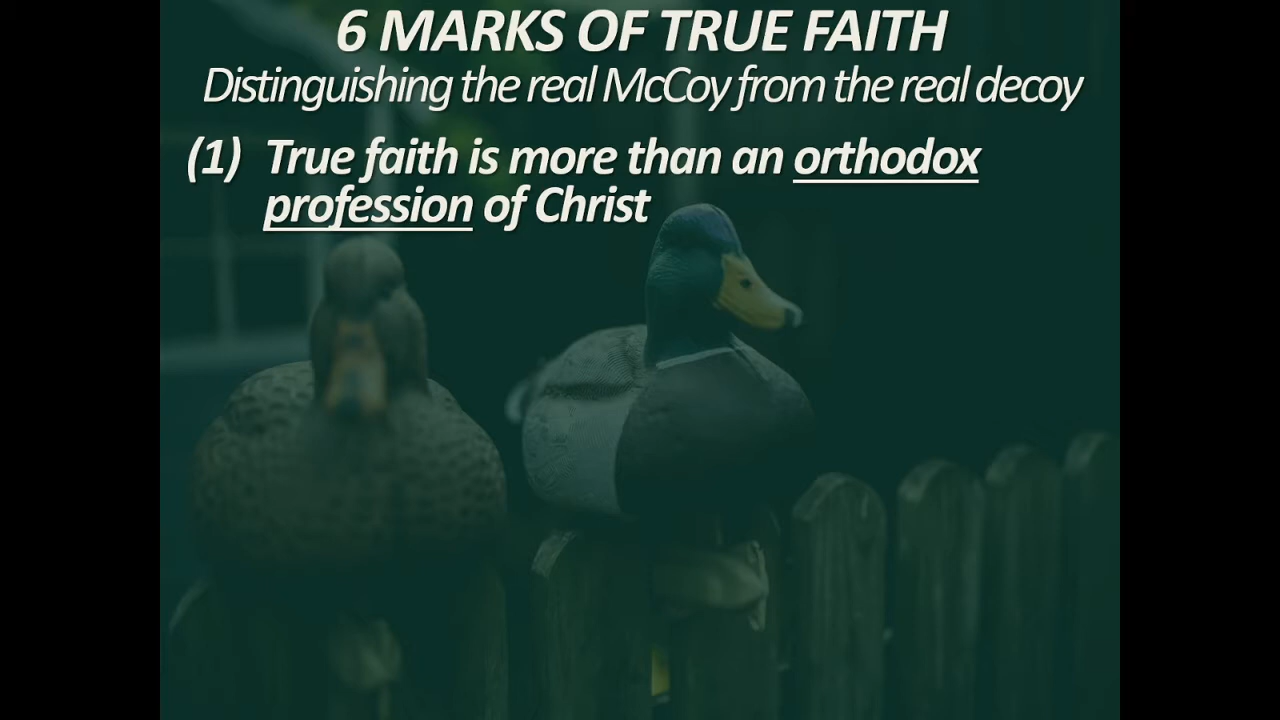 6 MARKS OF TRUE FAITH
Distinguishing the real McCoy from the real decoy
(1) True faith is more than an orthodox
profession of Christ